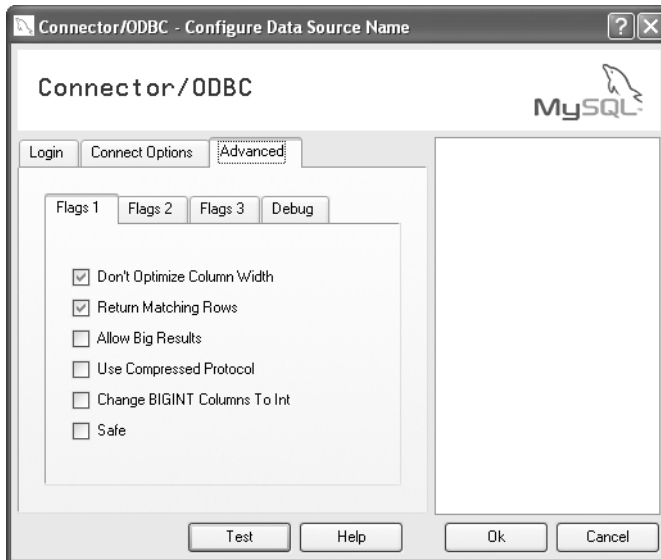 Connector/ODBC - Configure Data Source Name
Connector/ODBC
MySQL
Login Connect Options Advanced
Flags 1 Flags 2 Flags 3 Debug
Don't Optimize Column Width
Return Matching Rows
Allow Big Results
Use Compressed Protocol
Change BIGINT Columns To Int
Safe
Test Help Ok Cancel